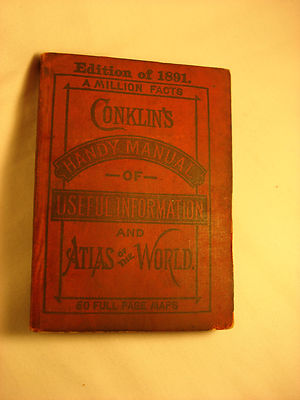 Edition of 1891.
A MILLION FACTS
CONKLIN'S
HANDY MANUAL
OF
USEFUL INFORMATION
AND
ATLAS OF THE WORLD.
60 FULL PAGE MAPS